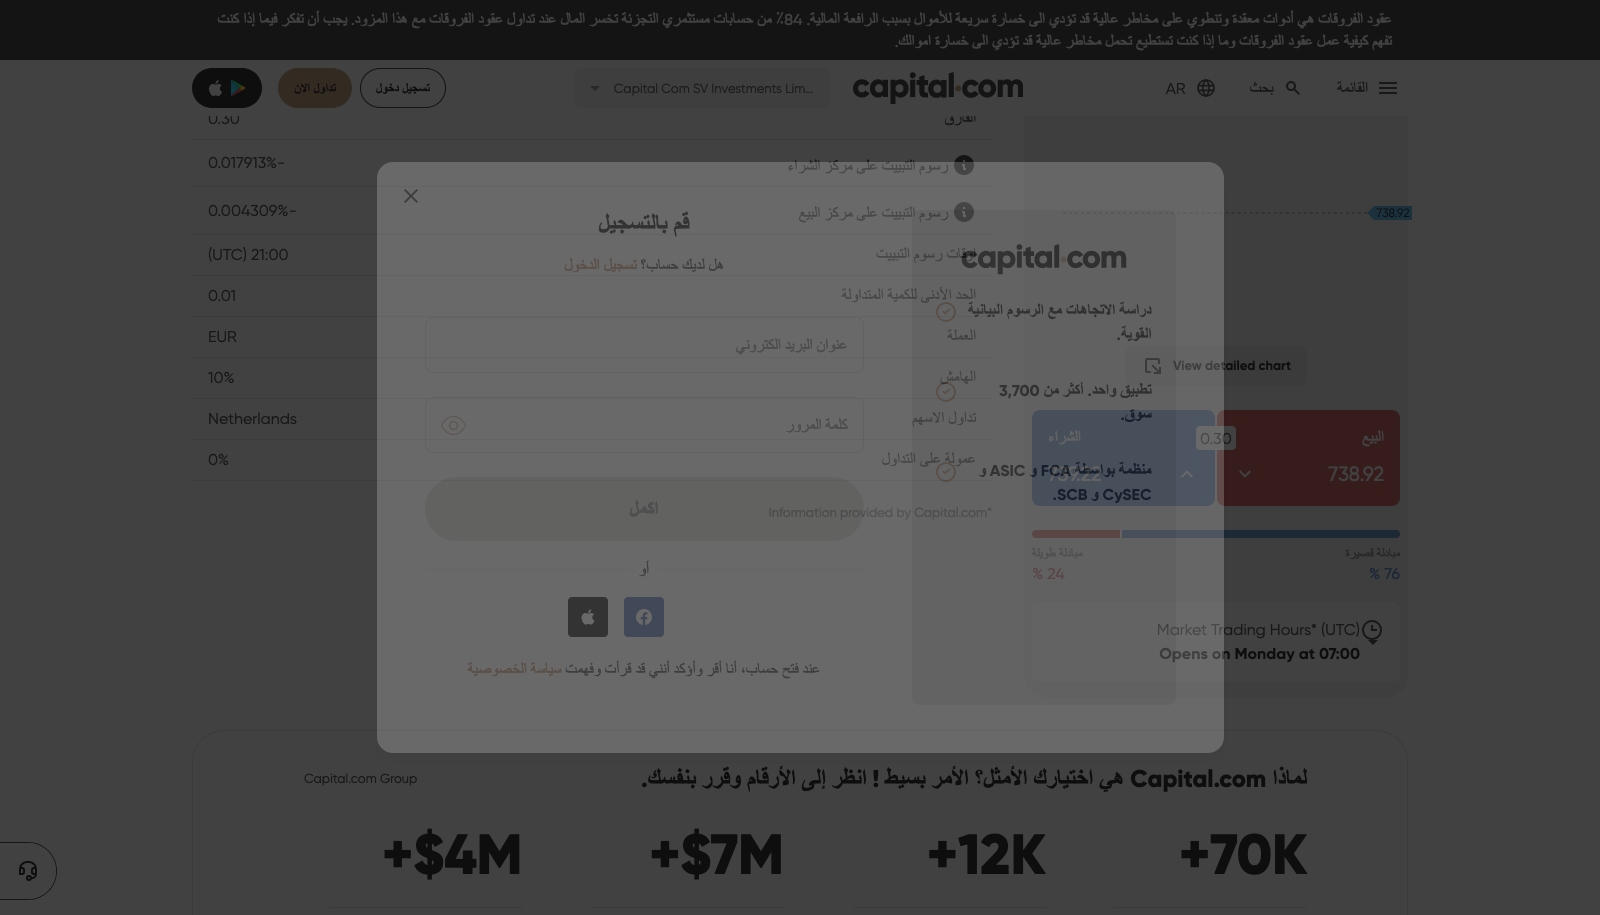 عقود الفروقات هي أدوات معقدة وتنطوي على مخاطر عالية قد تؤدي الى خسارة سريعة للأموال بسبب الرافعة المالية. 84٪ من حسابات مستثمري التجزئة تخسر المال عند تداول عقود الفروقات مع هذا المزود. يجب أن تفكر فيما إذا كنت
تفهم كيفية عمل عقود الفروقات وما إذا كنت تستطيع تحمل مخاطر عالية قد تؤدي الى خسارة اموالك.
القائمة
بحث
AR
capital.com
Capital Com SV Investments Lim...
تسجيل دخول
تداول الان
الفارق
0.30
رسوم التبييت على مركز الشراء
-0.017913%
رسوم التبييت على مركز البيع
-0.004309%
اوقات رسوم التبييت
21:00 (UTC)
الحد الأدنى للكمية المتداولة
0.01
العملة
EUR
الهامش
10%
تداول الاسهم
Netherlands
عمولة على التداول
0%
Information provided by Capital.com*
738.92
View detailed chart
البيع
738.92
0.30
الشراء
739.22
مبادلة قصيرة
مبادلة طويلة
76 %
24 %
Market Trading Hours* (UTC)
Opens on Monday at 07:00
capital.com
دراسة الاتجاهات مع الرسوم البيانية
القوية.
تطبيق واحد. أكثر من 3,700
سوق.
منظمة بواسطة FCA و ASIC و
CySEC و SCB.
قم بالتسجيل
هل لديك حساب؟ تسجيل الدخول
عنوان البريد الكتروني
كلمة المرور
اكمل
أو
عند فتح حساب، أنا أقر وأؤكد أنني قد قرأت وفهمت سياسة الخصوصية
لماذا Capital.com هي اختيارك الأمثل؟ الأمر بسيط ! انظر إلى الأرقام وقرر بنفسك.
Capital.com Group
+70K
+12K
+$7M
+$4M